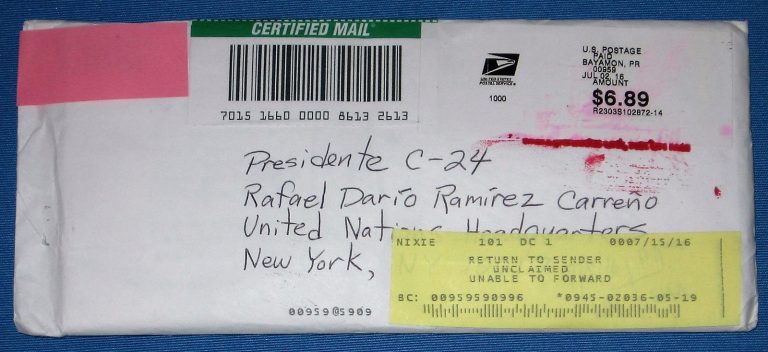 CERTIFIED MAIL
7015 1660 0000 8613 2613
UNITED STATES
POSTAL SERVICE
1000
U.S. POSTAGE
PAID
BAYAMON, PR
00959
JUL 02, 16
AMOUNT
$6.89
R2303S102872-14
Presidente C-24
Rafael Darío Ramírez Carreño
United Nations Headquarters
New York,
NIXIE 101 DC 1 0007/15/16
RETURN TO SENDER
UNCLAIMED
UNABLE TO FORWARD
BC: 00959590996 *0945-02036-05-19
00959@5909